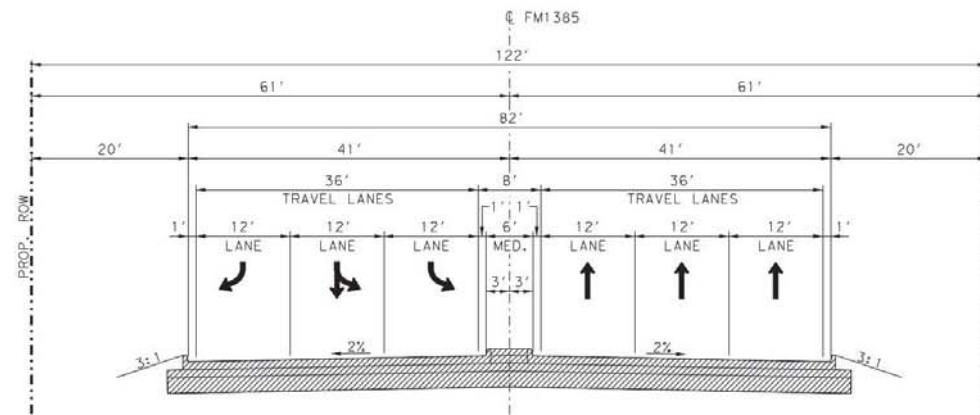 ℄ FM1385
122'
61' 61'
82'
20' 41' 41' 20'
36' 8' 36'
TRAVEL LANES TRAVEL LANES
1' 1'
1' 12' 12' 12' 6' 12' 12' 12' 1'
LANE LANE LANE MED. LANE LANE LANE
PROP. ROW
3' 3'
2% 2%
3:1 3:1